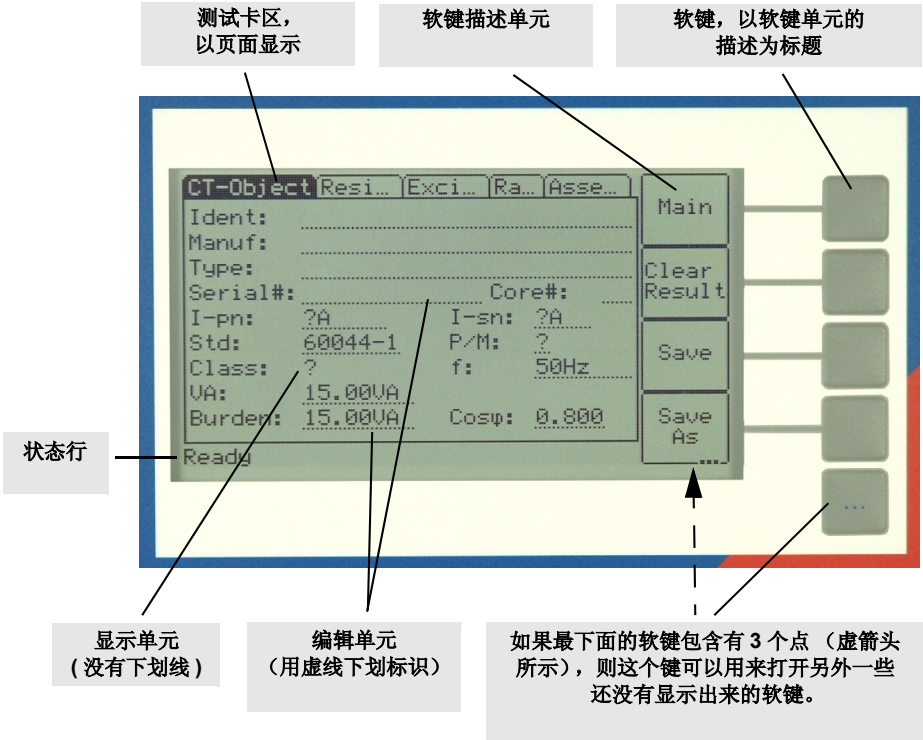 测试卡区，
以页面显示
软键描述单元
软键，以软键单元的
描述为标题
CT-Object Resi… Exci… Ra… Asse…
Ident:
Manuf:
Type:
Serial#: Core#:
I-pn: ?A I-sn: ?A
Std: 60044-1 P/M: ?
Class: ? f: 50Hz
VA: 15.00VA
Burden: 15.00VA Cosφ: 0.800
Ready
Main
Clear
Result
Save
Save
As
...
...
状态行
显示单元
( 没有下划线 )
编辑单元
（用虚线下划标识）
如果最下面的软键包含有 3 个点 （虚箭头
所示），则这个键可以用来打开另外一些
还没有显示出来的软键。